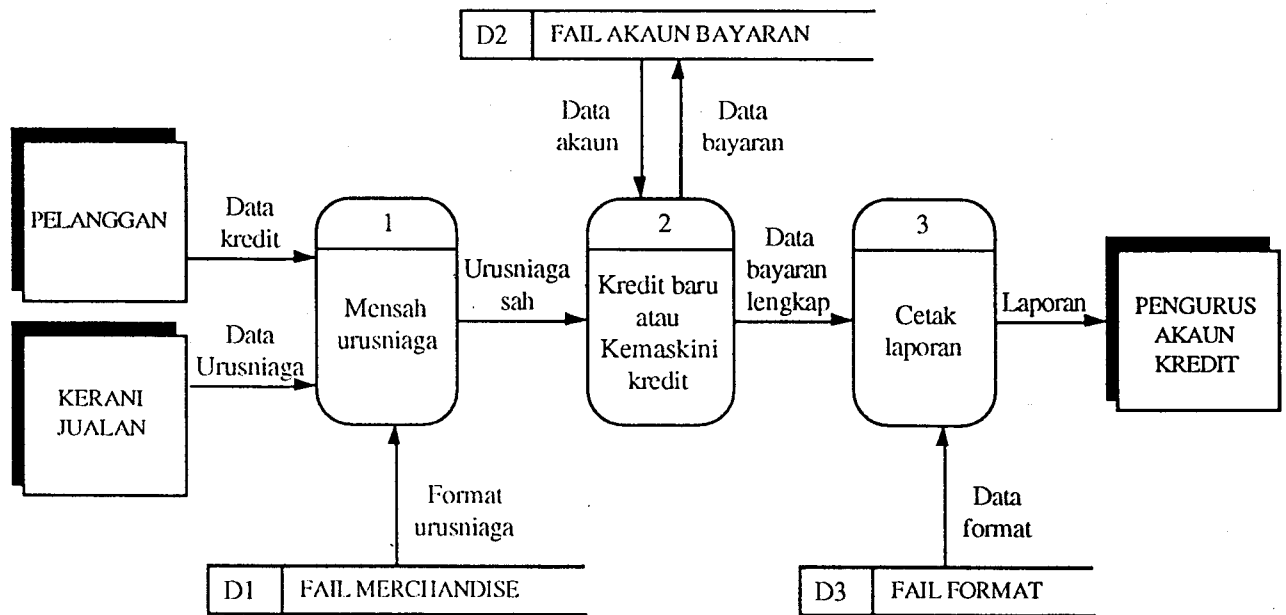 D2 FAIL AKAUN BAYARAN
Data
akaun
Data
bayaran
PELANGGAN
Data
kredit
KERANI
JUALAN
Data
Urusniaga
1
Mensah
urusniaga
Urusniaga
sah
2
Kredit baru
atau
Kemaskini
kredit
Data
bayaran
lengkap
3
Cetak
laporan
Laporan
PENGURUS
AKAUN
KREDIT
Format
urusniaga
Data
format
D1 FAIL MERCHANDISE
D3 FAIL FORMAT